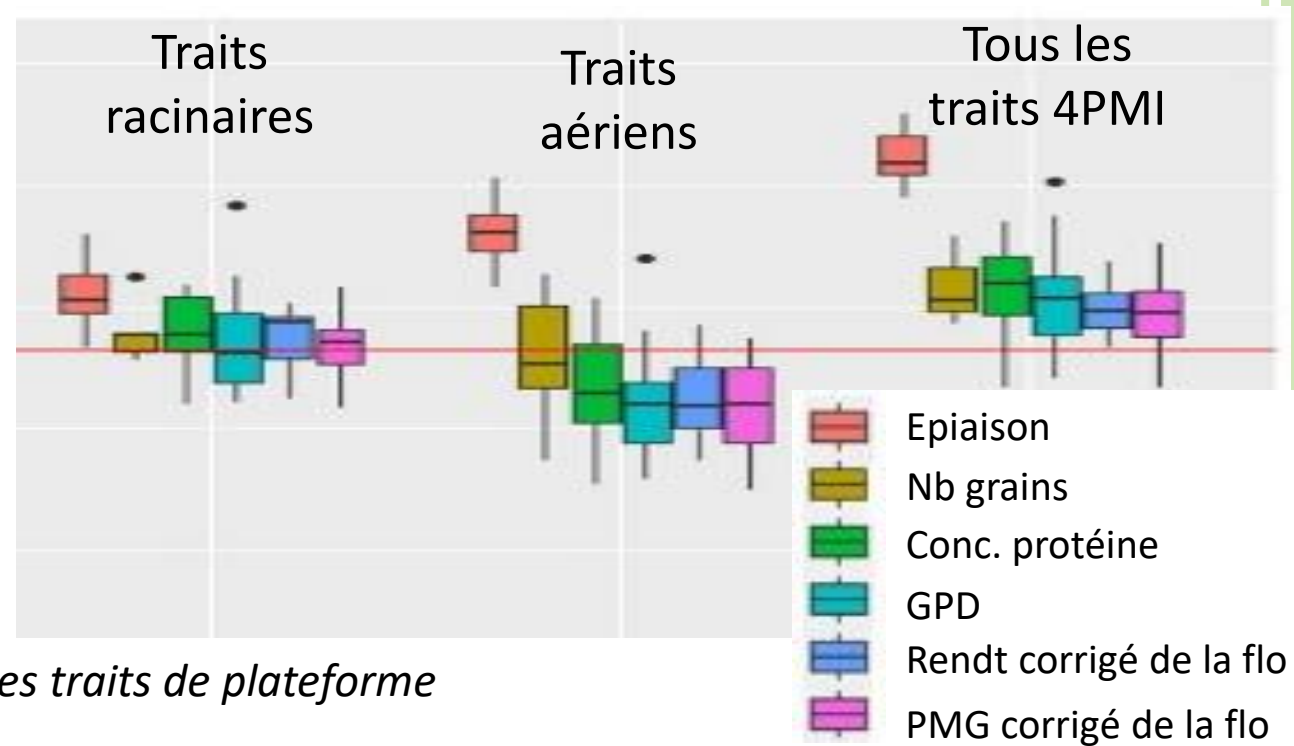 Traits
racinaires
Traits
aériens
Tous les
traits 4PMI
Epiaison
Nb grains
Conc. protéine
GPD
Rendt corrigé de la flo
PMG corrigé de la flo
es traits de plateforme